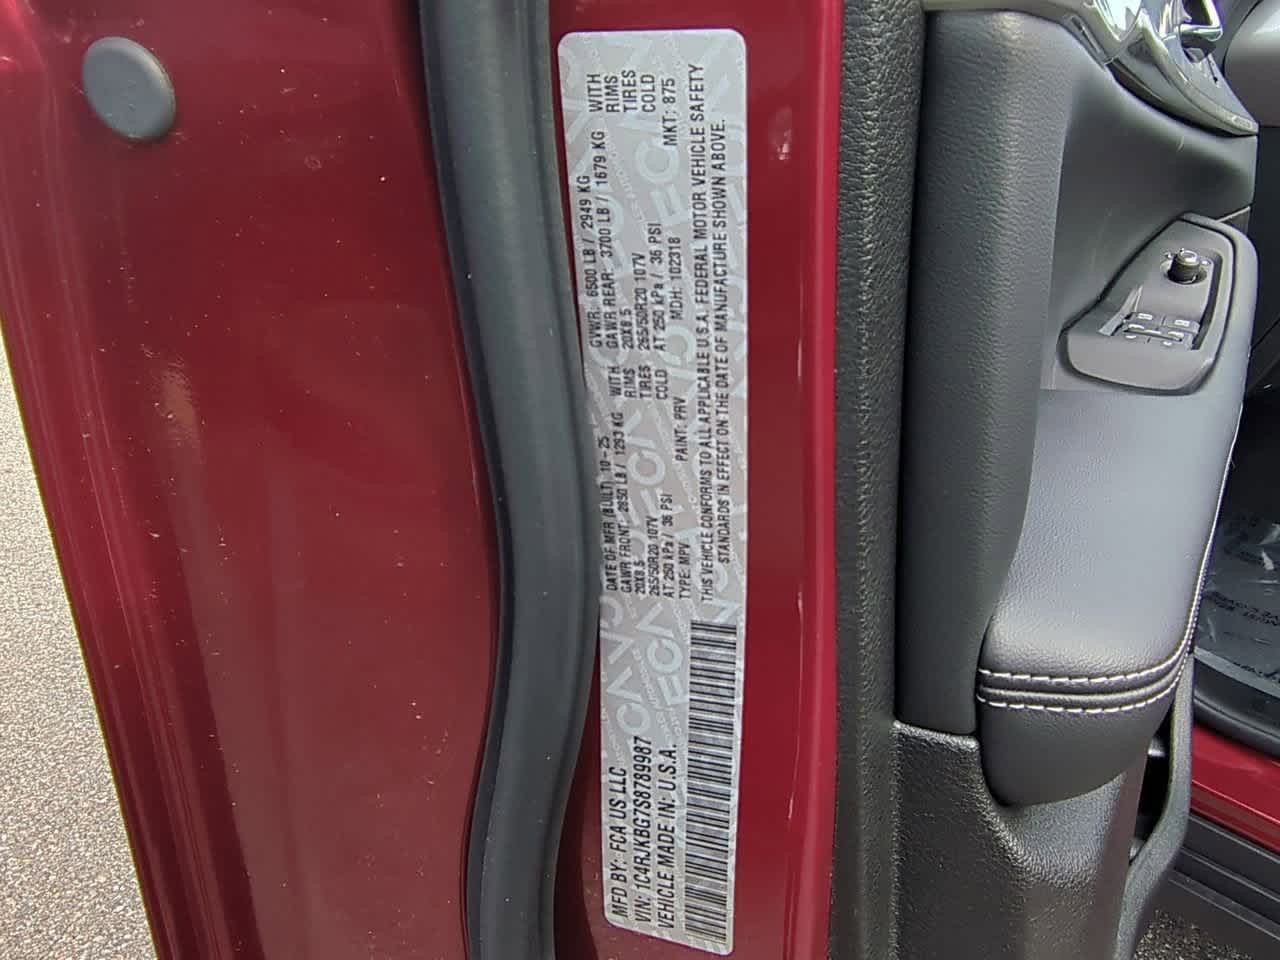 MFD BY: FCA US LLC
DATE OF MFR (BUILT) 10-25
GVWR: 6500 LB / 2949 KG
VIN: 1C4RJKBG7S8789987
VEHICLE MADE IN: U.S.A.
GAWR FRONT: 2850 LB / 1293 KG WITH
20X8.5 RIMS
265/50R20 107V TIRES
AT 250 kPa / 36 PSI COLD
GAWR REAR: 3700 LB / 1679 KG WITH
20X8.5 RIMS
265/50R20 107V TIRES
AT 250 kPa / 36 PSI COLD
TYPE: MPV PAINT: PRV MDH: 102318 MKT: 875
THIS VEHICLE CONFORMS TO ALL APPLICABLE U.S.A. FEDERAL MOTOR VEHICLE SAFETY
STANDARDS IN EFFECT ON THE DATE OF MANUFACTURE SHOWN ABOVE.